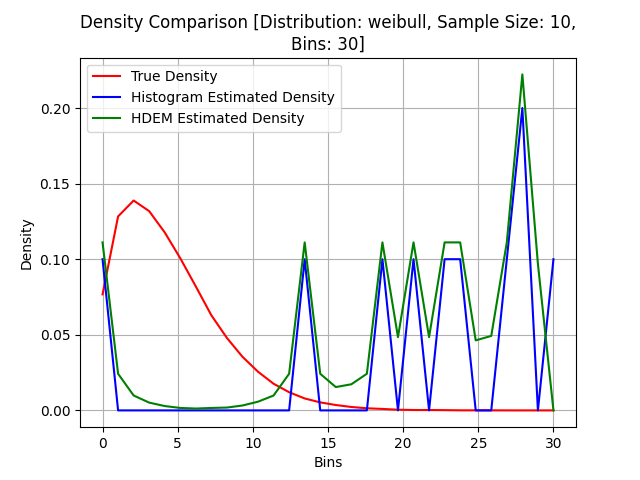 Density Comparison [Distribution: weibull, Sample Size: 10,
Bins: 30]
True Density
Histogram Estimated Density
HDEM Estimated Density
Density
0.20
0.15
0.10
0.05
0.00
0 5 10 15 20 25 30
Bins